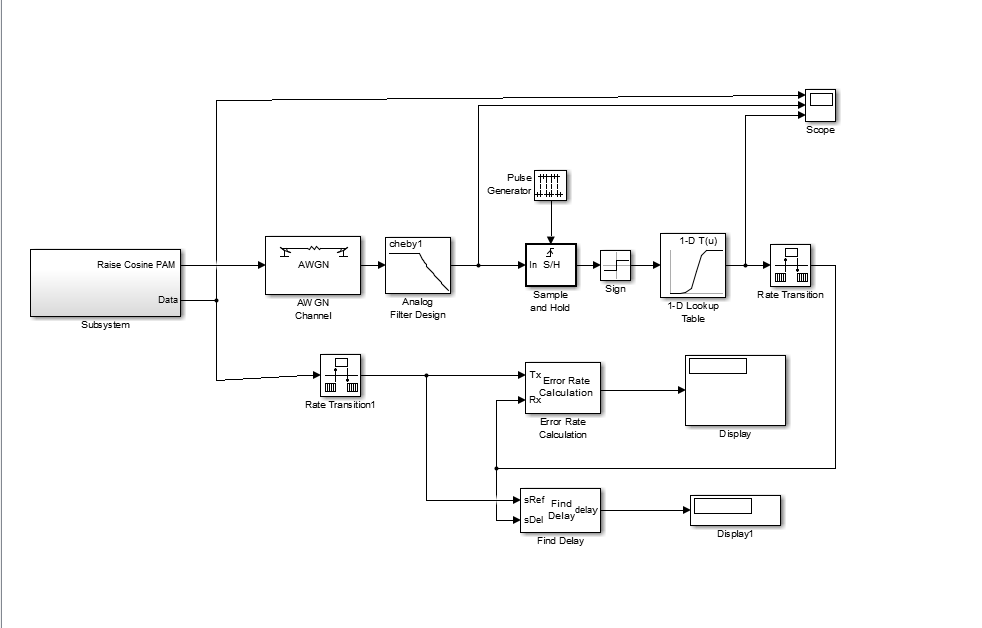 Scope
Pulse
Generator
Raise Cosine PAM
Data
Subsystem
AWGN
AWGN
Channel
cheby1
Analog
Filter Design
In S/H
Sample
and Hold
Sign
1-D T(u)
1-D Lookup
Table
Rate Transition
Rate Transition1
Tx
Rx
Error Rate
Calculation
Error Rate
Calculation
Display
sRef
sDel
Find
Delay
delay
Find Delay
Display1